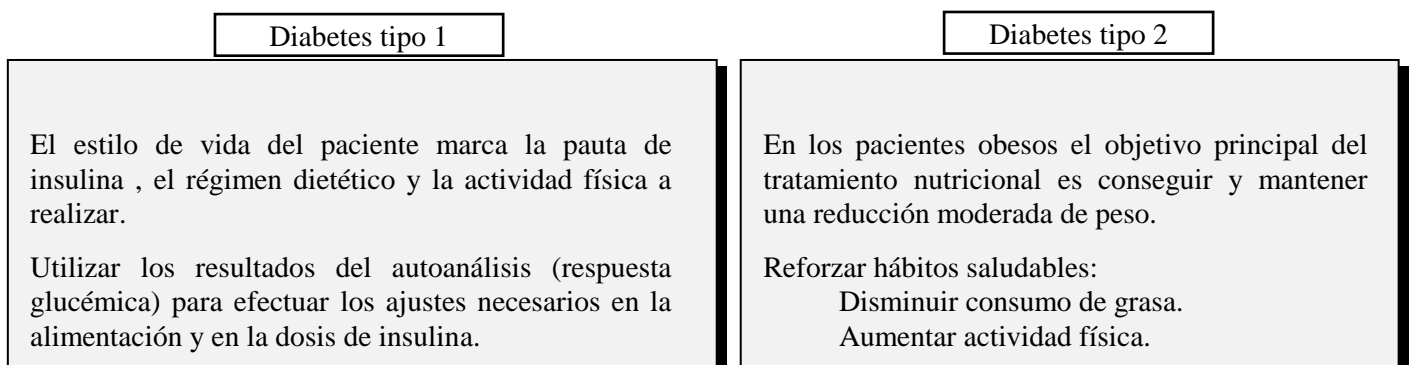 Diabetes tipo 1
El estilo de vida del paciente marca la pauta de
insulina , el régimen dietético y la actividad física a
realizar.
Utilizar los resultados del autoanálisis (respuesta
glucémica) para efectuar los ajustes necesarios en la
alimentación y en la dosis de insulina.
Diabetes tipo 2
En los pacientes obesos el objetivo principal del
tratamiento nutricional es conseguir y mantener
una reducción moderada de peso.
Reforzar hábitos saludables:
Disminuir consumo de grasa.
Aumentar actividad física.